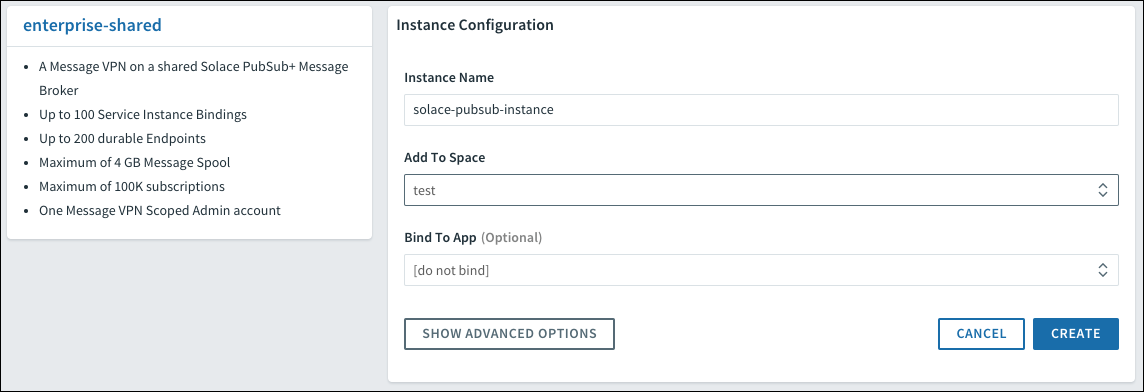 enterprise-shared
A Message VPN on a shared Solace PubSub+ Message
Broker
Up to 100 Service Instance Bindings
Up to 200 durable Endpoints
Maximum of 4 GB Message Spool
Maximum of 100K subscriptions
One Message VPN Scoped Admin account
Instance Configuration
Instance Name
solace-pubsub-instance
Add To Space
test
Bind To App (Optional)
[do not bind]
SHOW ADVANCED OPTIONS
CANCEL
CREATE